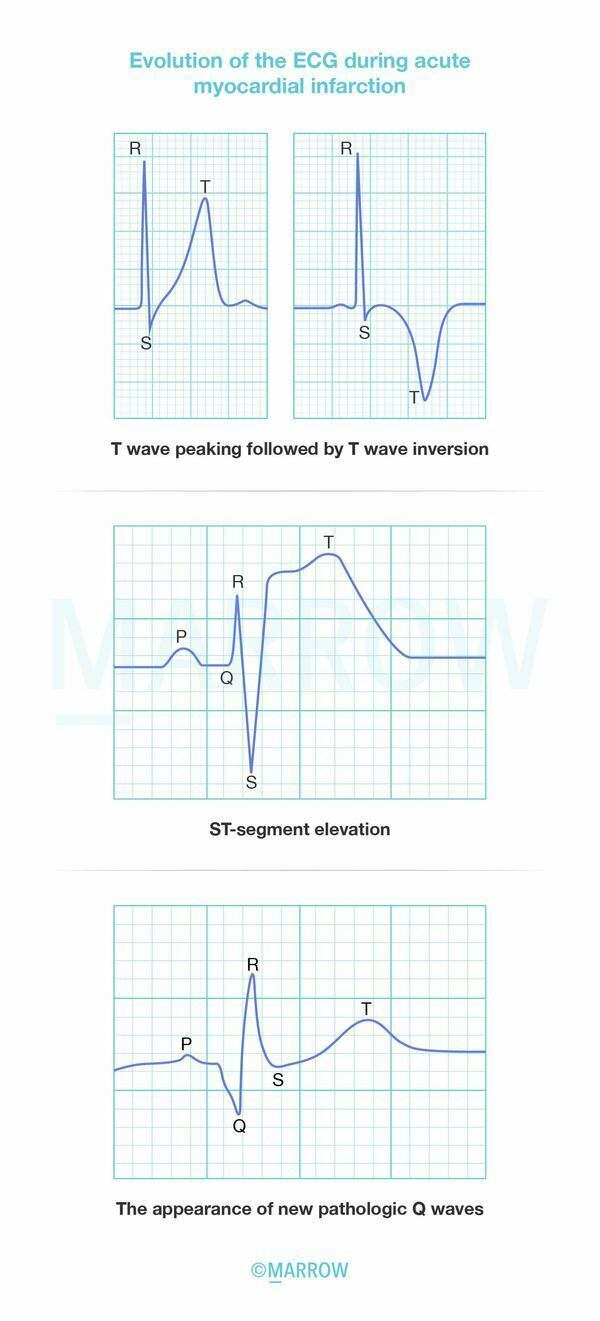 Evolution of the ECG during acute
myocardial infarction
R
T
S
R
S
T
T wave peaking followed by T wave inversion
T
R
P
Q
S
MARROW
ST-segment elevation
R
T
P
S
Q
The appearance of new pathologic Q waves
©MARROW